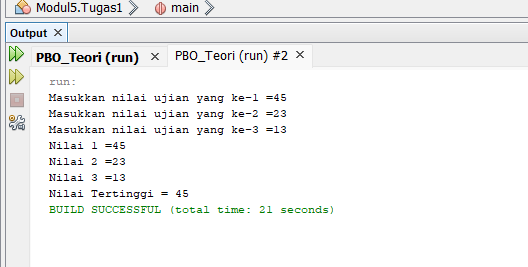 Modul5.Tugas1 main
Output ×
PBO_Teori (run) × PBO_Teori (run) #2 ×
run:
Masukkan nilai ujian yang ke-1 =45
Masukkan nilai ujian yang ke-2 =23
Masukkan nilai ujian yang ke-3 =13
Nilai 1 =45
Nilai 2 =23
Nilai 3 =13
Nilai Tertinggi = 45
BUILD SUCCESSFUL (total time: 21 seconds)